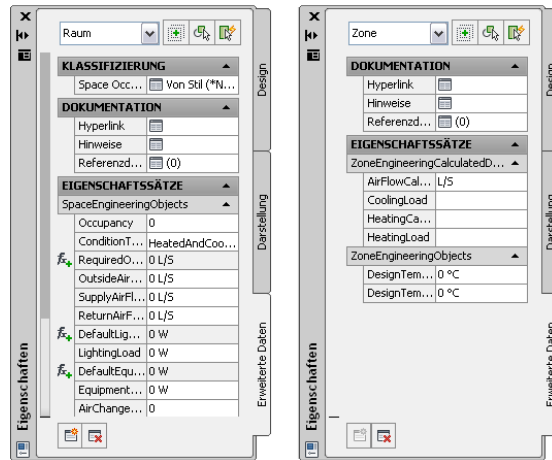 Raum
KLASSIFIZIERUNG
Space Occ... Von Stil (*N...
DOKUMENTATION
Hyperlink
Hinweise
Referenzd... (0)
EIGENSCHAFTSSÄTZE
SpaceEngineeringObjects
Occupancy 0
ConditionT... HeatedAndCoo...
RequiredO... 0 L/S
OutsideAir... 0 L/S
SupplyAirFl... 0 L/S
ReturnAirF... 0 L/S
DefaultLig... 0 W
LightingLoad 0 W
DefaultEqu... 0 W
Equipment... 0 W
AirChange... 0
Design
Darstellung
Erweiterte Daten
Eigenschaften
Zone
DOKUMENTATION
Hyperlink
Hinweise
Referenzd... (0)
EIGENSCHAFTSSÄTZE
ZoneEngineeringCalculatedD...
AirFlowCal... L/S
CoolingLoad
HeatingCa...
HeatingLoad
ZoneEngineeringObjects
DesignTem... 0 °C
DesignTem... 0 °C
Design
Darstellung
Erweiterte Daten
Eigenschaften